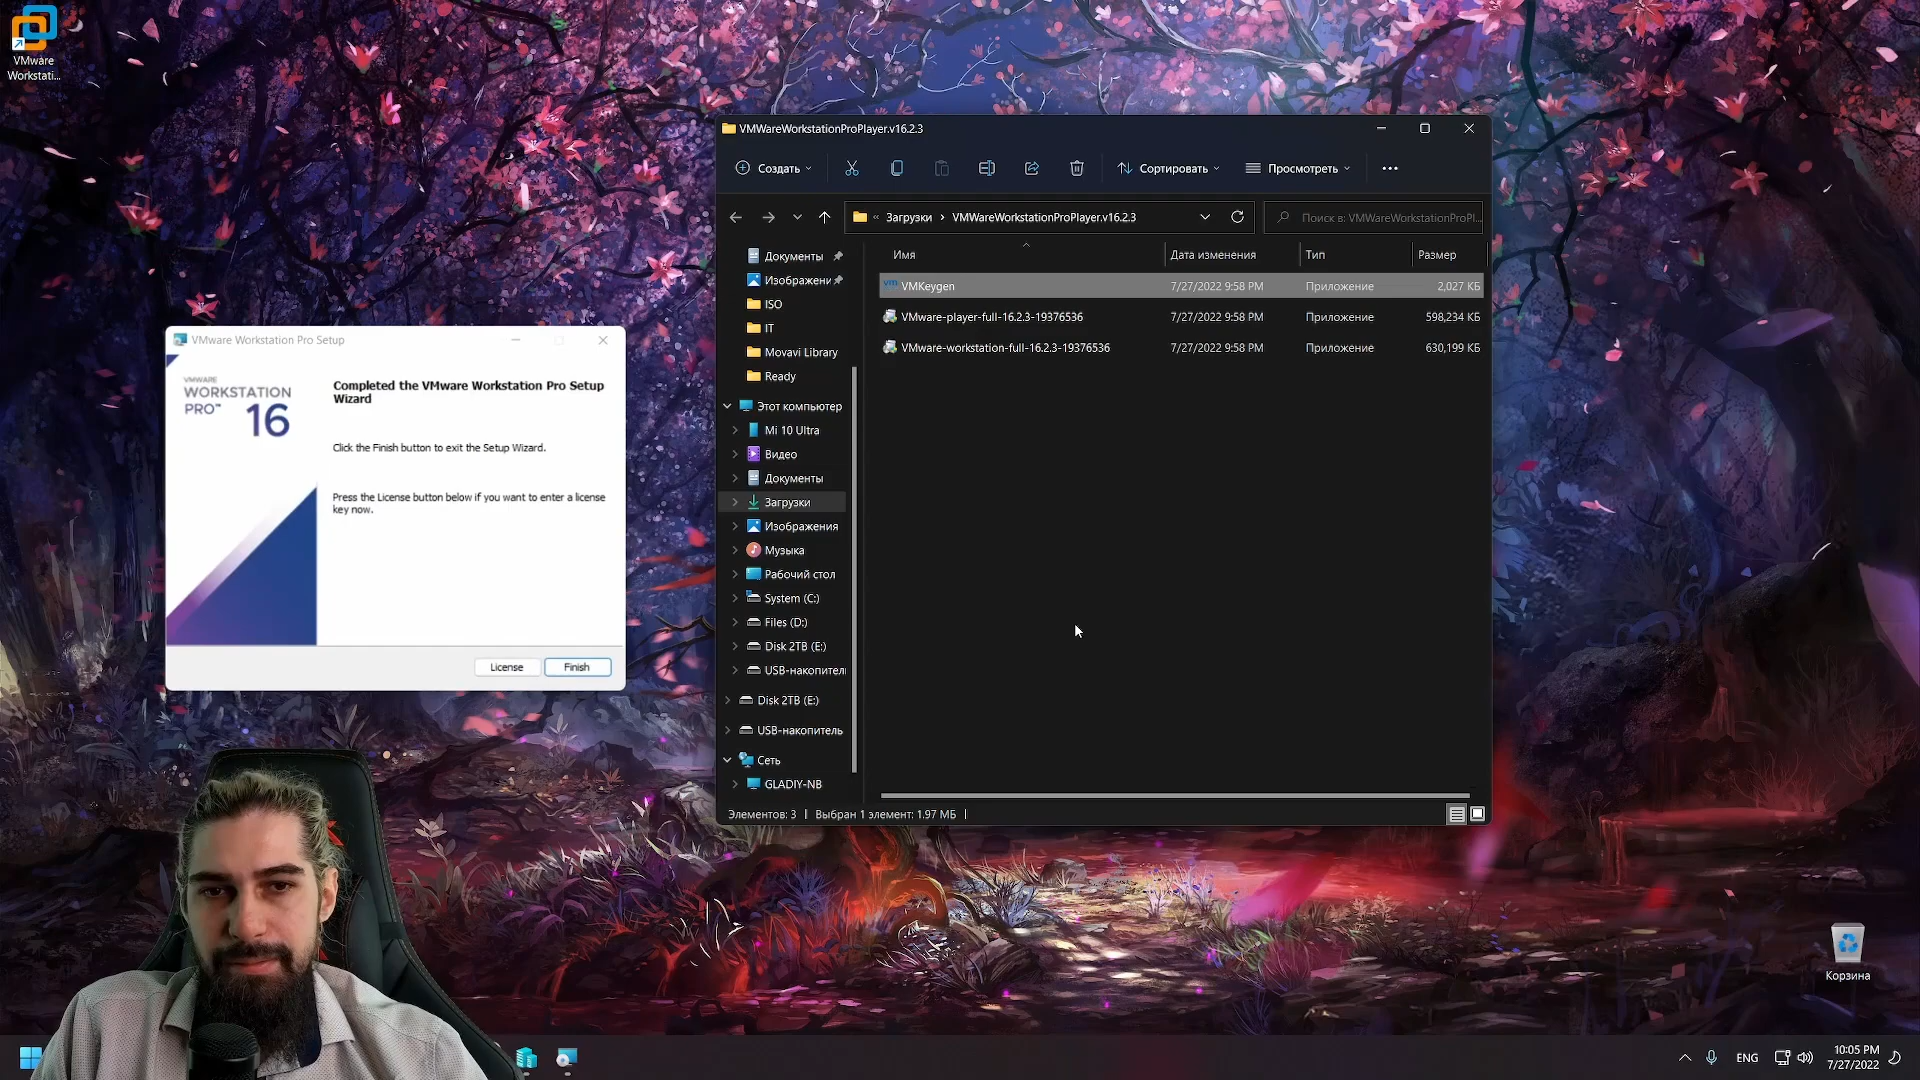 VMware
Workstati...
VMware Workstation Pro Setup
VMWARE
WORKSTATION
PRO™ 16
Completed the VMware Workstation Pro Setup
Wizard
Click the Finish button to exit the Setup Wizard.
Press the License button below if you want to enter a license
key now.
License
Finish
VMWareWorkstationProPlayer.v16.2.3
Создать
Сортировать
Просмотреть
« Загрузки › VMWareWorkstationProPlayer.v16.2.3
Поиск в: VMWareWorkstationProPl...
Имя
Дата изменения
Тип
Размер
VMKeygen 7/27/2022 9:58 PM Приложение 2,027 КБ
VMware-player-full-16.2.3-19376536 7/27/2022 9:58 PM Приложение 598,234 КБ
VMware-workstation-full-16.2.3-19376536 7/27/2022 9:58 PM Приложение 630,199 КБ
Документы
Изображени
ISO
IT
Movavi Library
Ready
Этот компьютер
Mi 10 Ultra
Видео
Документы
Загрузки
Изображения
Музыка
Рабочий стол
System (C:)
Files (D:)
Disk 2TB (E:)
USB-накопител
Disk 2TB (E:)
USB-накопитель
Сеть
GLADIY-NB
Элементов: 3 | Выбран 1 элемент: 1.97 МБ |
Корзина
ENG
10:05 PM
7/27/2022